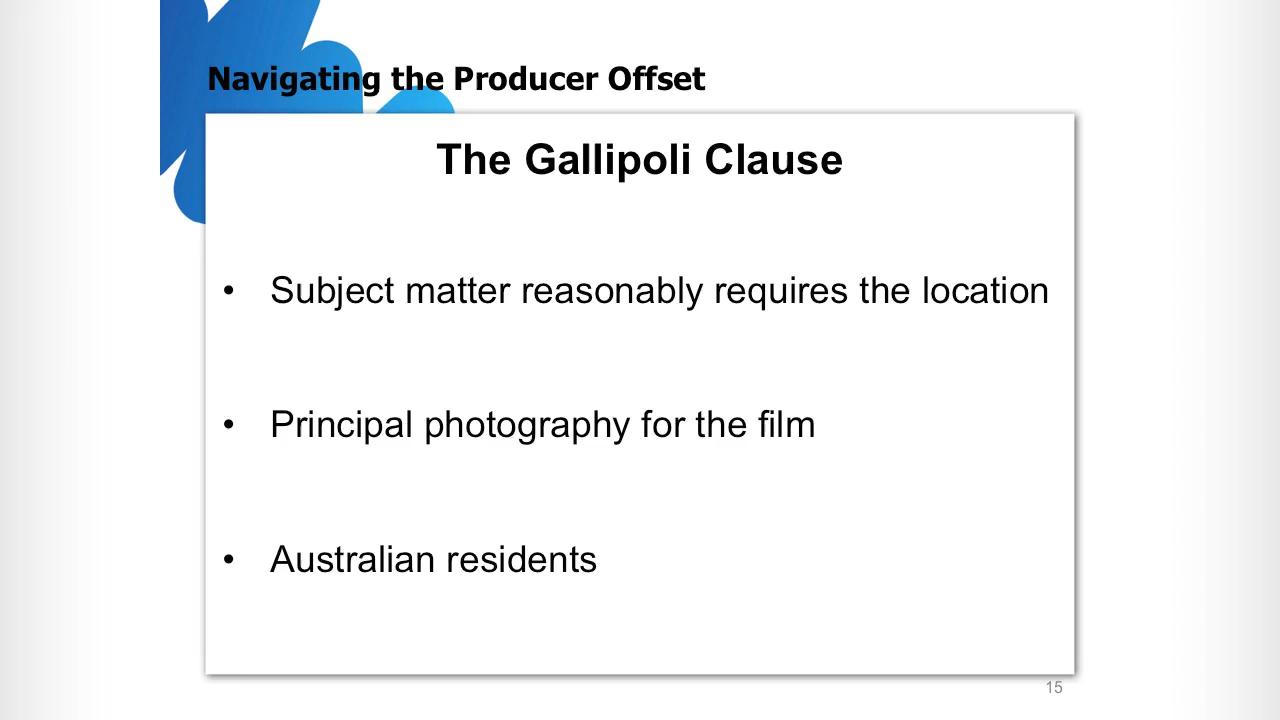 Navigating the Producer Offset
The Gallipoli Clause
• Subject matter reasonably requires the location
• Principal photography for the film
• Australian residents
15